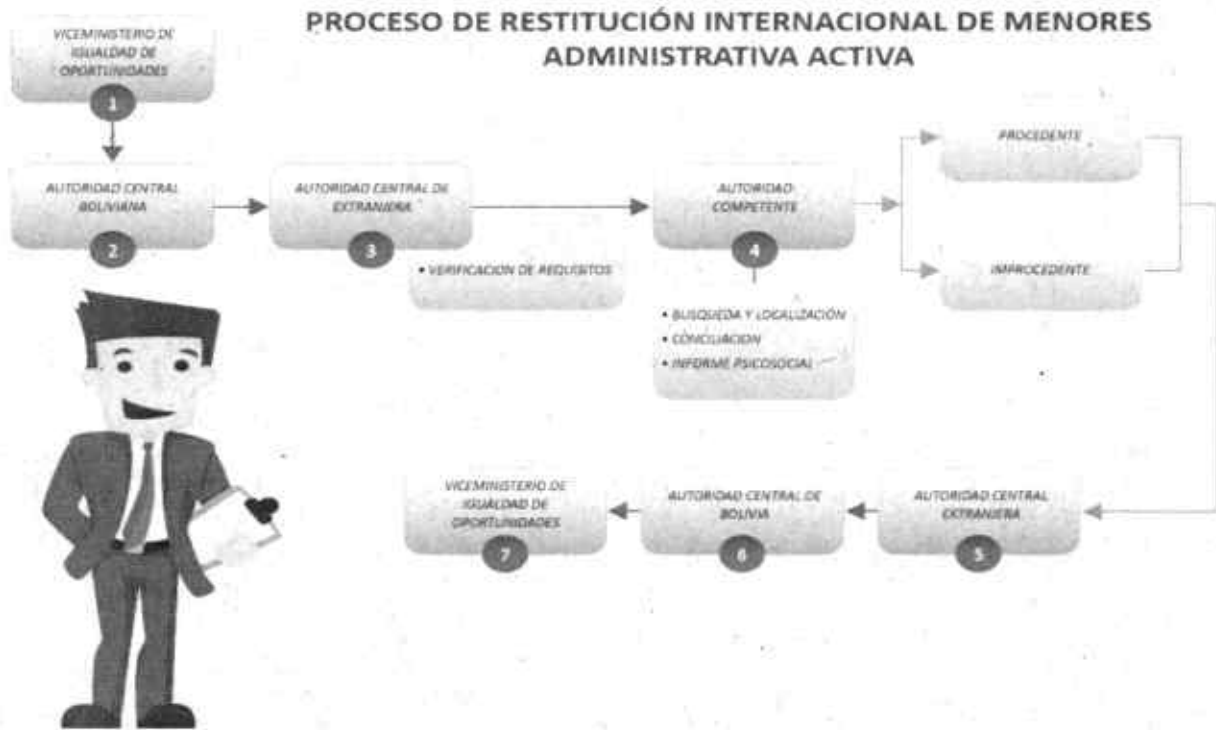 PROCESO DE RESTITUCIÓN INTERNACIONAL DE MENORES
ADMINISTRATIVA ACTIVA
VICEMINISTERIO DE
IGUALDAD DE
OPORTUNIDADES
1
AUTORIDAD CENTRAL
BOLIVIANA
2
AUTORIDAD CENTRAL DE
EXTRANJERA
3
• VERIFICACION DE REQUISITOS
AUTORIDAD
COMPETENTE
4
• BUSQUEDA Y LOCALIZACIÓN
• CONCILIACION
• INFORME PSICOSOCIAL
PROCEDENTE
IMPROCEDENTE
AUTORIDAD CENTRAL
EXTRANJERA
5
AUTORIDAD CENTRAL DE
BOLIVIA
6
VICEMINISTERIO DE
IGUALDAD DE
OPORTUNIDADES
7